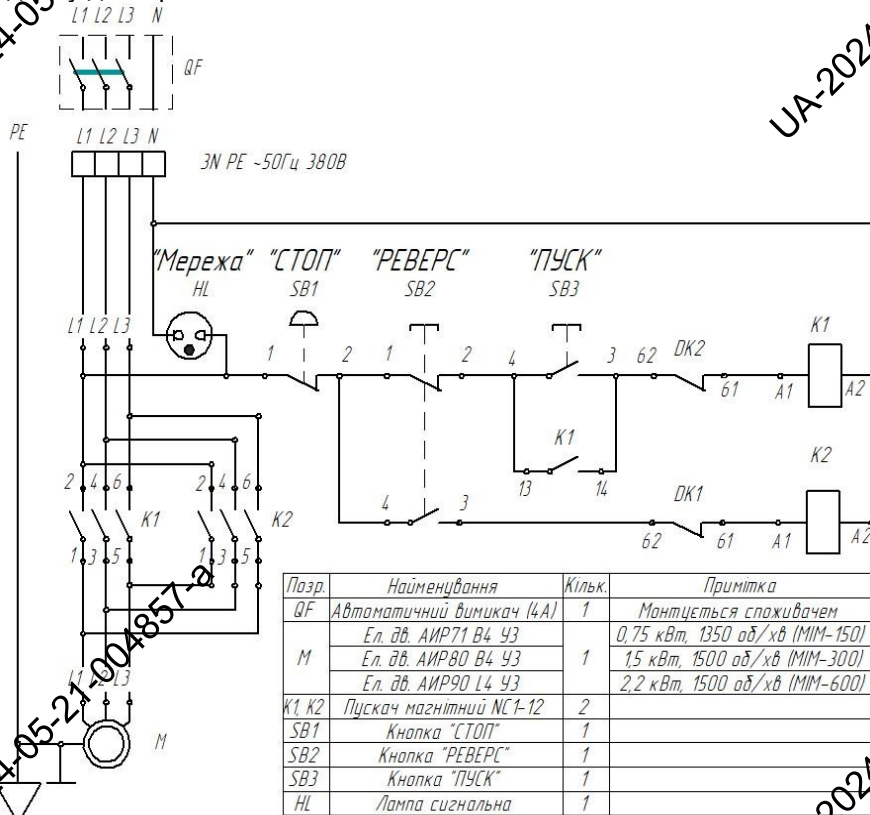 L1 L2 L3 N
QF
PE
L1 L2 L3 N
3N PE ~50Гц 380В
"Мережа" "СТОП" "РЕВЕРС" "ПУСК"
HL SB1 SB2 SB3
L1 L2 L3
1 2 1 2 4 3 62 DK2 61 A1 K1 A2
K1
13 14
2 4 6 K1 2 4 6 K2
1 3 5 1 3 5
4 3 62 DK1 61 A1 K2 A2
L1 L2 L3
M
Позр. Найменування Кільк. Примітка
QF Автоматичний вимикач (4А) 1 Монтується споживачем
M Ел. дв. АИР71 В4 У3 1 0,75 кВт, 1350 об/хв (МІМ-150)
Ел. дв. АИР80 В4 У3 1,5 кВт, 1500 об/хв (МІМ-300)
Ел. дв. АИР90 L4 У3 2,2 кВт, 1500 об/хв (МІМ-600)
K1, K2 Пускач магнітний NC1-12 2
SB1 Кнопка "СТОП" 1
SB2 Кнопка "РЕВЕРС" 1
SB3 Кнопка "ПУСК" 1
HL Лампа сигнальна 1
UA-2024
4-05-21-004857-a
2024